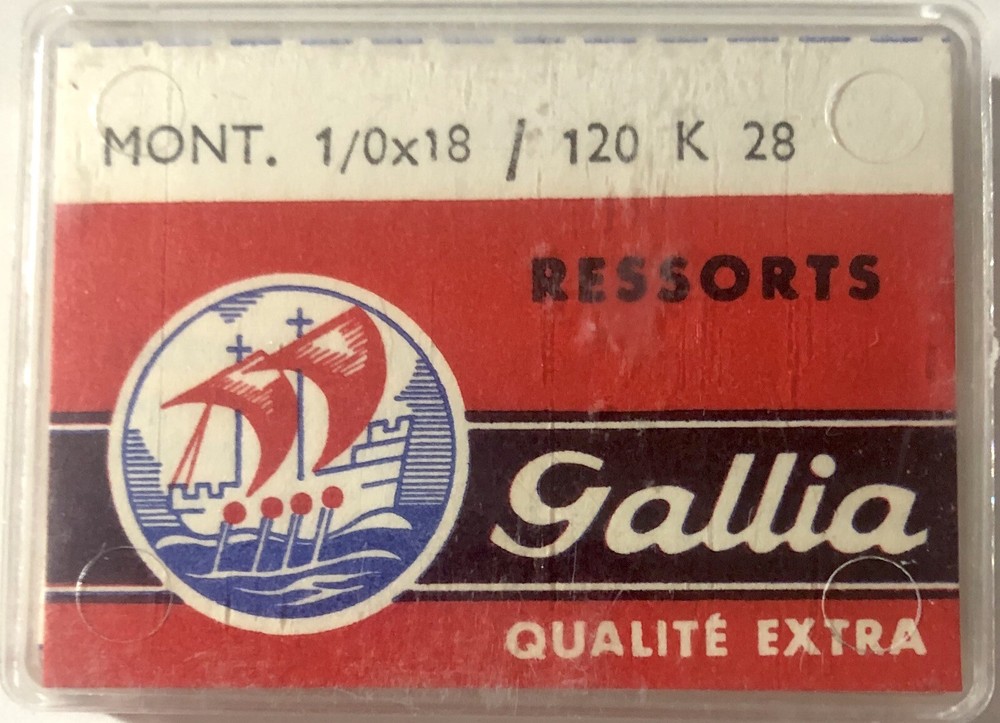 MONT. 1/0x18 / 120 K 28
RESSORTS
Gallia
QUALITÉ EXTRA